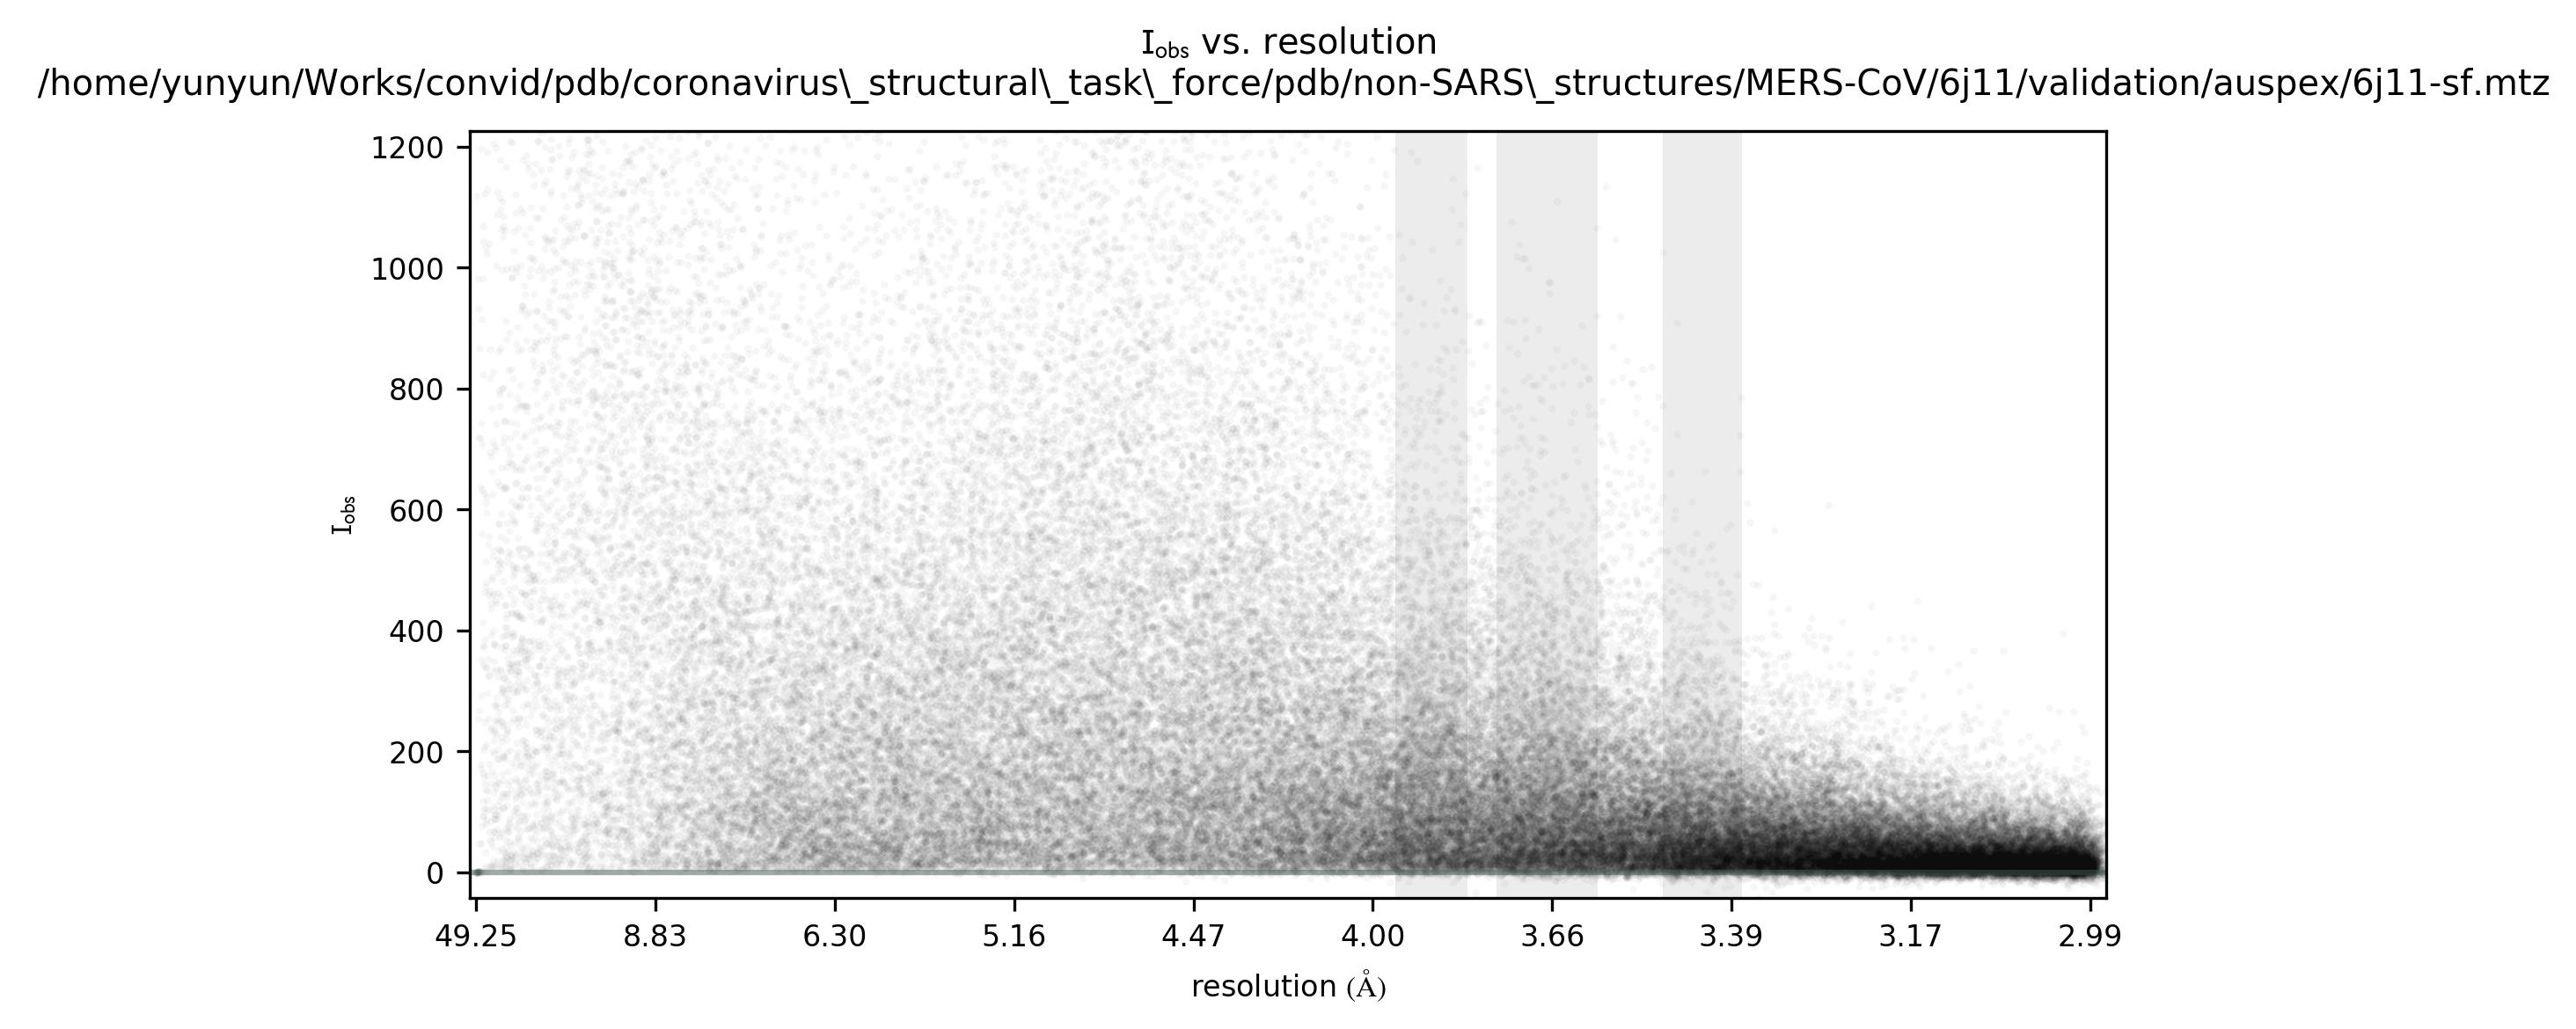 I_obs vs. resolution
/home/yunyun/Works/convid/pdb/coronavirus\_structural\_task\_force/pdb/non-SARS\_structures/MERS-CoV/6j11/validation/auspex/6j11-sf.mtz
1200
1000
800
600
400
200
0
I_obs
49.25 8.83 6.30 5.16 4.47 4.00 3.66 3.39 3.17 2.99
resolution (Å)